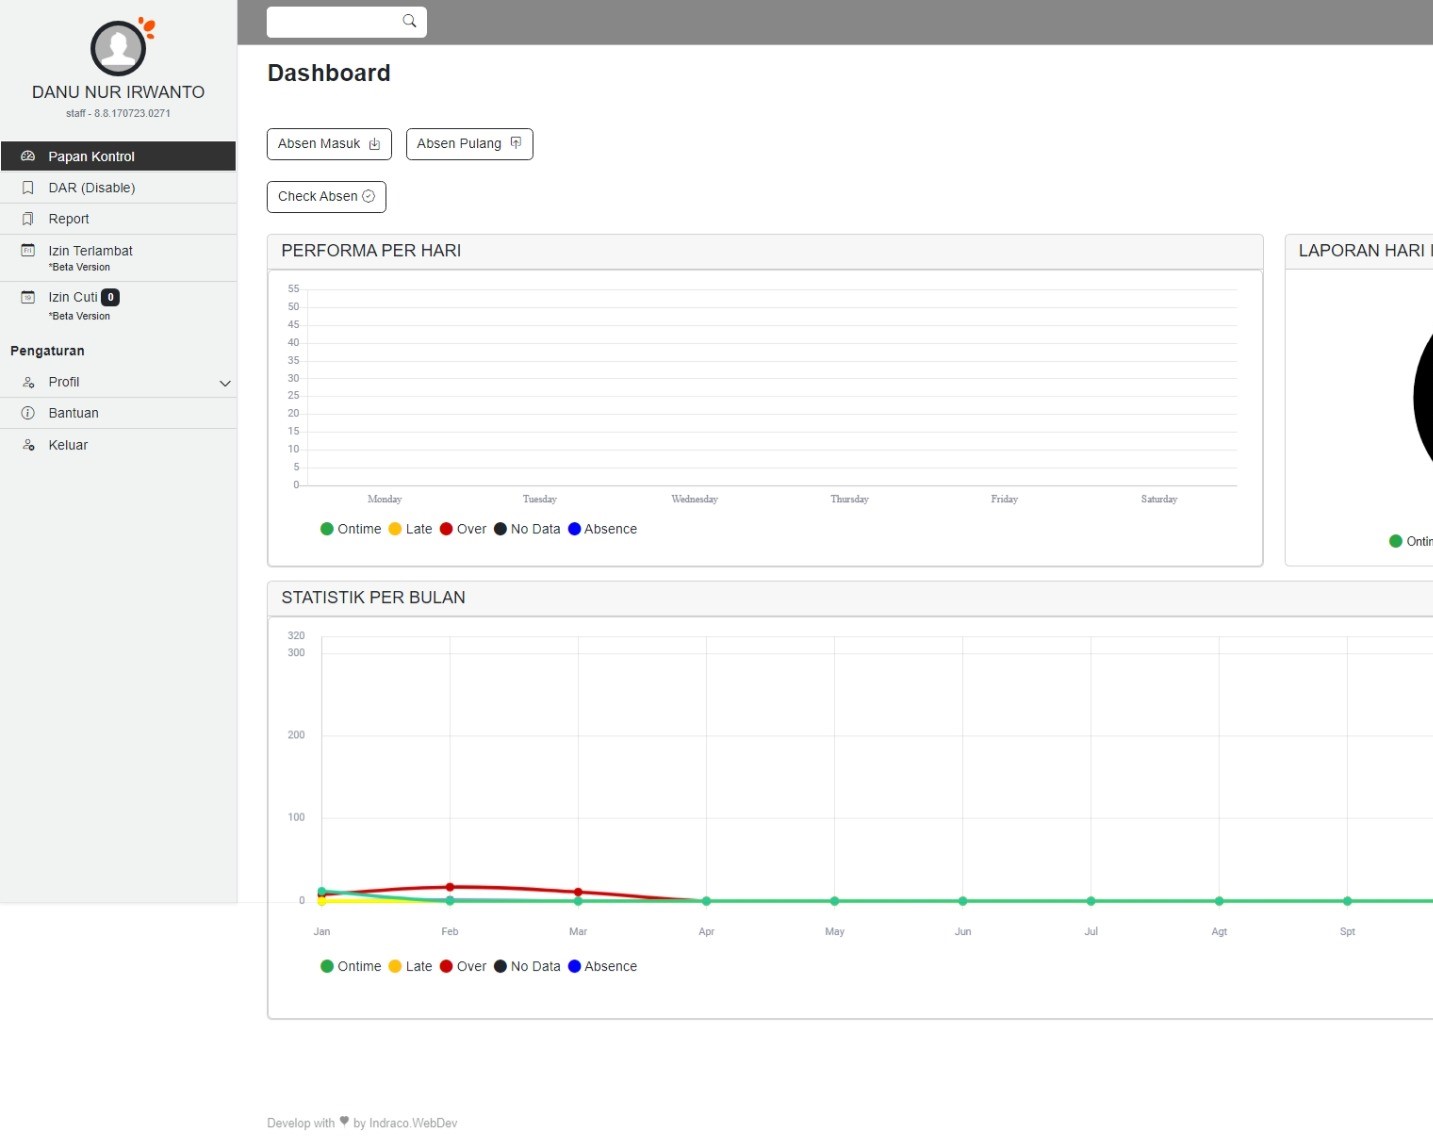 DANU NUR IRWANTO
staff - 8.8.170723.0271
Papan Kontrol
DAR (Disable)
Report
Izin Terlambat
*Beta Version
Izin Cuti 0
*Beta Version
Pengaturan
Profil
Bantuan
Keluar
Dashboard
Absen Masuk
Absen Pulang
Check Absen
PERFORMA PER HARI
55
50
45
40
35
30
25
20
15
10
5
0
Monday Tuesday Wednesday Thursday Friday Saturday
Ontime Late Over No Data Absence
LAPORAN HARI
STATISTIK PER BULAN
320
300
200
100
0
Jan Feb Mar Apr May Jun Jul Agt Spt
Ontime Late Over No Data Absence
Develop with by Indraco.WebDev